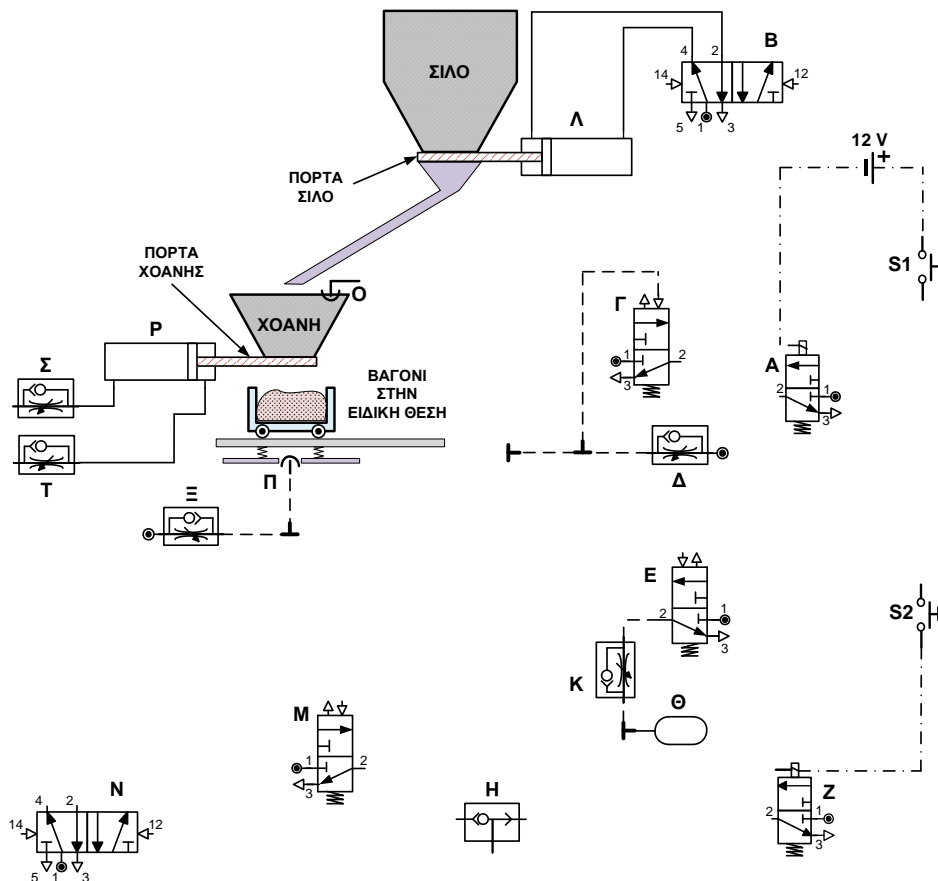 ΣΙΛΟ
B
4 2
14 12
5 1 3
Λ
12 V
+
ΠΟΡΤΑ
ΣΙΛΟ
S1
ΠΟΡΤΑ
ΧΟΑΝΗΣ
O
ΧΟΑΝΗ
Γ
1 2
3
P
A
2 1
3
Σ
ΒΑΓΟΝΙ
ΣΤΗΝ
ΕΙΔΙΚΗ ΘΕΣΗ
T
Π
Δ
Ξ
E
2 1
3
S2
K
Θ
M
1 2
3
N
4 2
14 12
5 1 3
H
Z
2 1
3